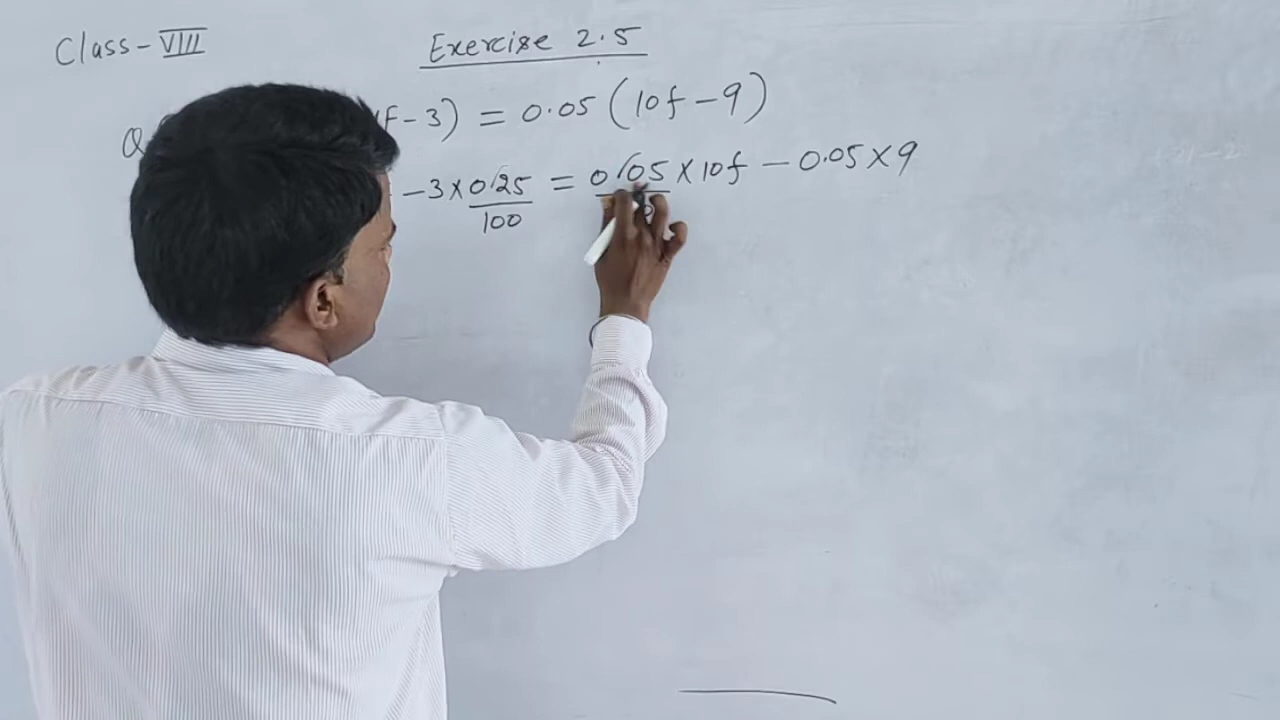 Class - VIII
Exercise 2.5
Q f - 3) = 0.05 (10f - 9)
- 3 × 0.25 / 100 = 0.05 × 10f - 0.05 × 9